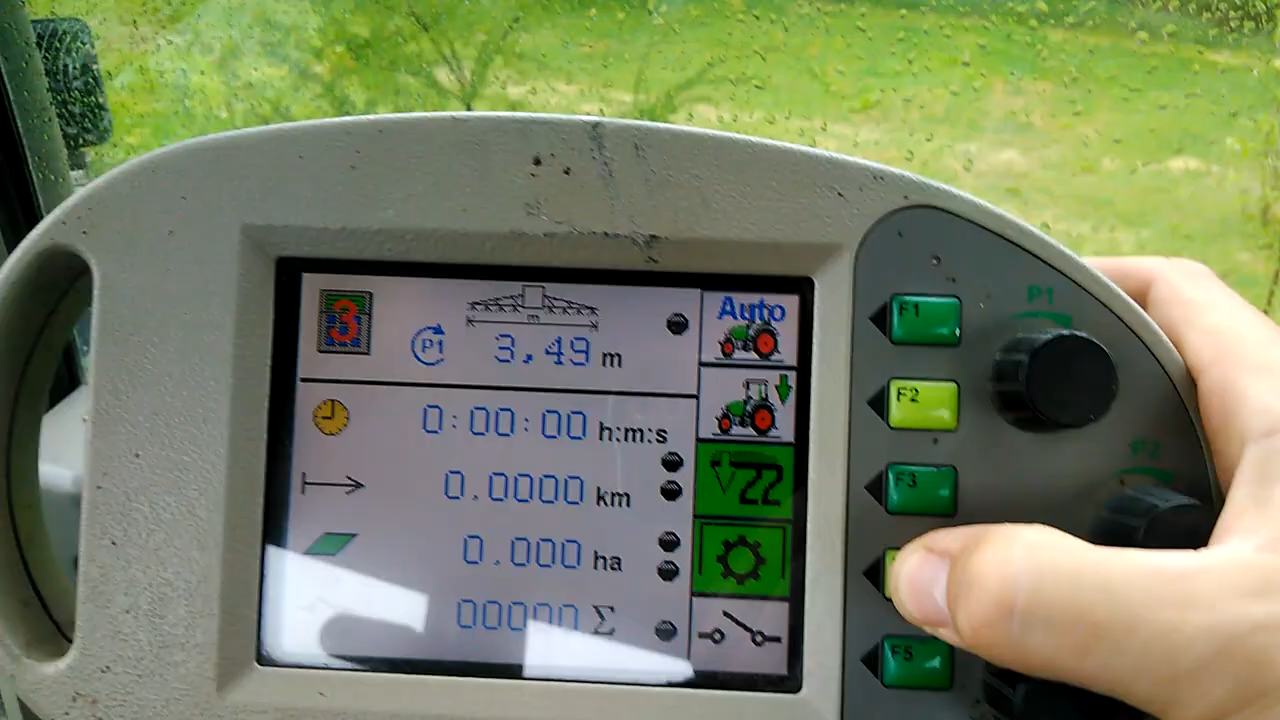 3
m
P1 3.49 m
0:00:00 h:m:s
0.0000 km
0.000 ha
00000 Σ
Auto
22
F1
F2
F3
F5
P1
P2